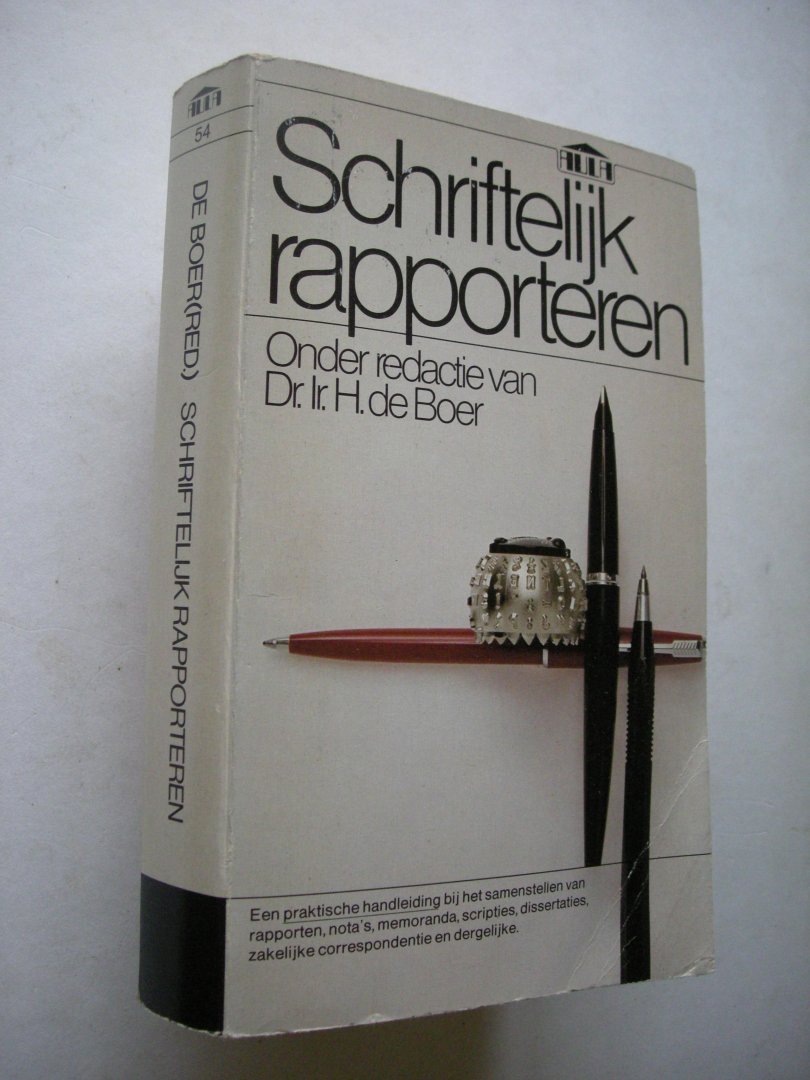 AULA
54
DE BOER(RED.) SCHRIFTELIJK RAPPORTEREN
AULA
Schriftelijk
rapporteren
Onder redactie van
Dr. Ir. H. de Boer
Een praktische handleiding bij het samenstellen van
rapporten, nota's, memoranda, scripties, dissertaties,
zakelijke correspondentie en dergelijke.